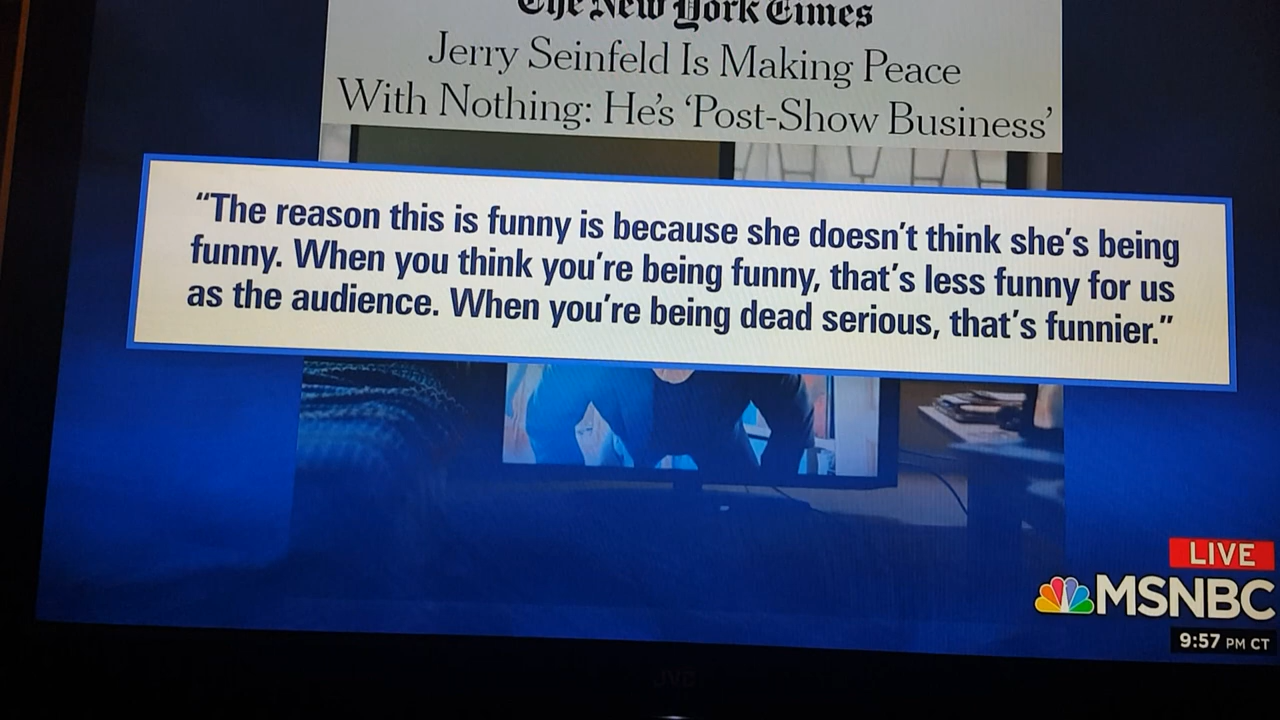 The New York Times
Jerry Seinfeld Is Making Peace
With Nothing: He's 'Post-Show Business'
“The reason this is funny is because she doesn't think she's being
funny. When you think you're being funny, that's less funny for us
as the audience. When you're being dead serious, that's funnier.”
LIVE
MSNBC
9:57 PM CT
JVC